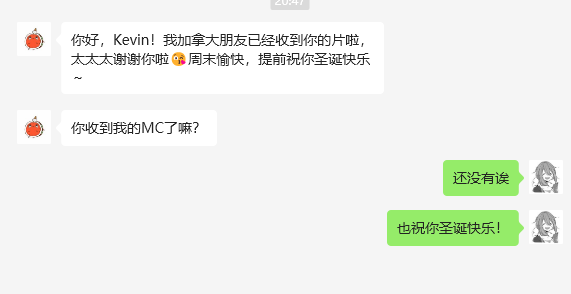 20:47
你好，Kevin！我加拿大朋友已经收到你的片啦，
太太太谢谢你啦😘周末愉快，提前祝你圣诞快乐
～
你收到我的MC了嘛？
还没有诶
也祝你圣诞快乐！